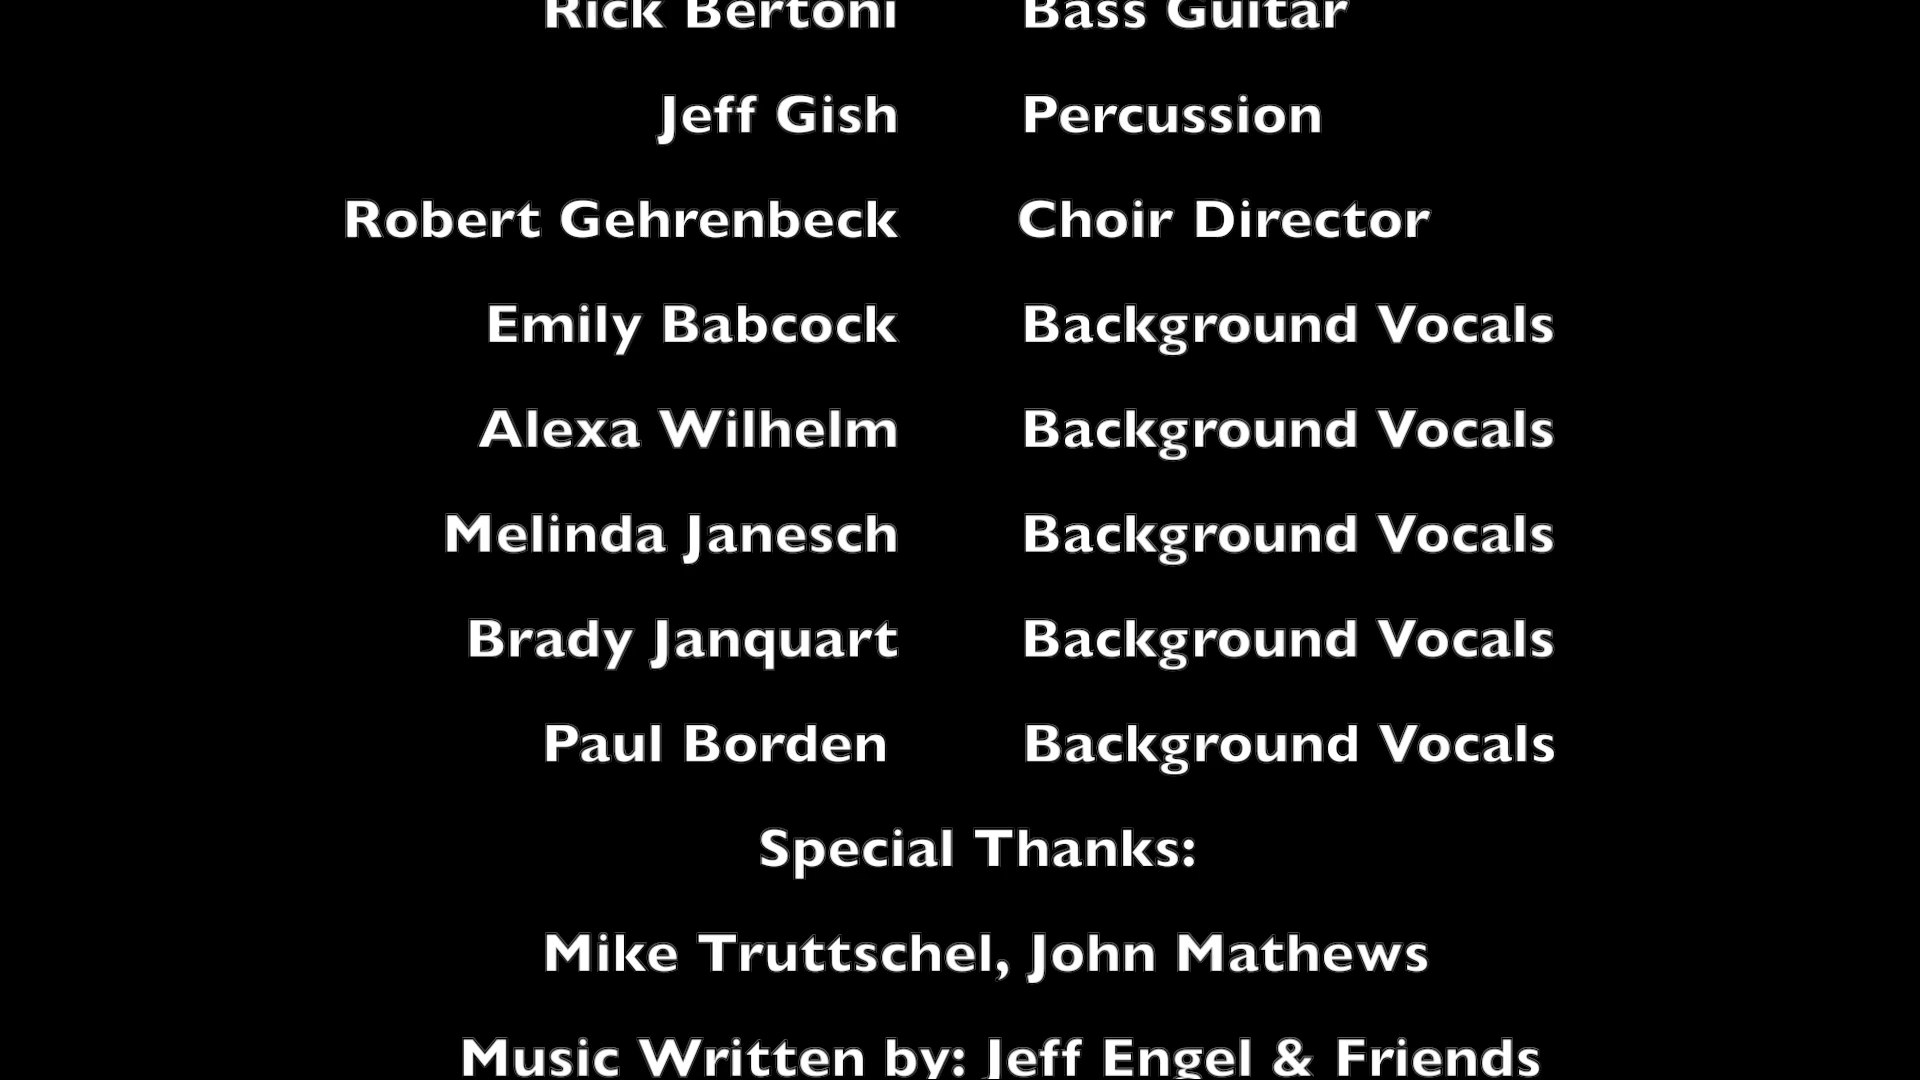 Rick Bertoni Bass Guitar
Jeff Gish Percussion
Robert Gehrenbeck Choir Director
Emily Babcock Background Vocals
Alexa Wilhelm Background Vocals
Melinda Janesch Background Vocals
Brady Janquart Background Vocals
Paul Borden Background Vocals
Special Thanks:
Mike Truttschel, John Mathews
Music Written by: Jeff Engel & Friends